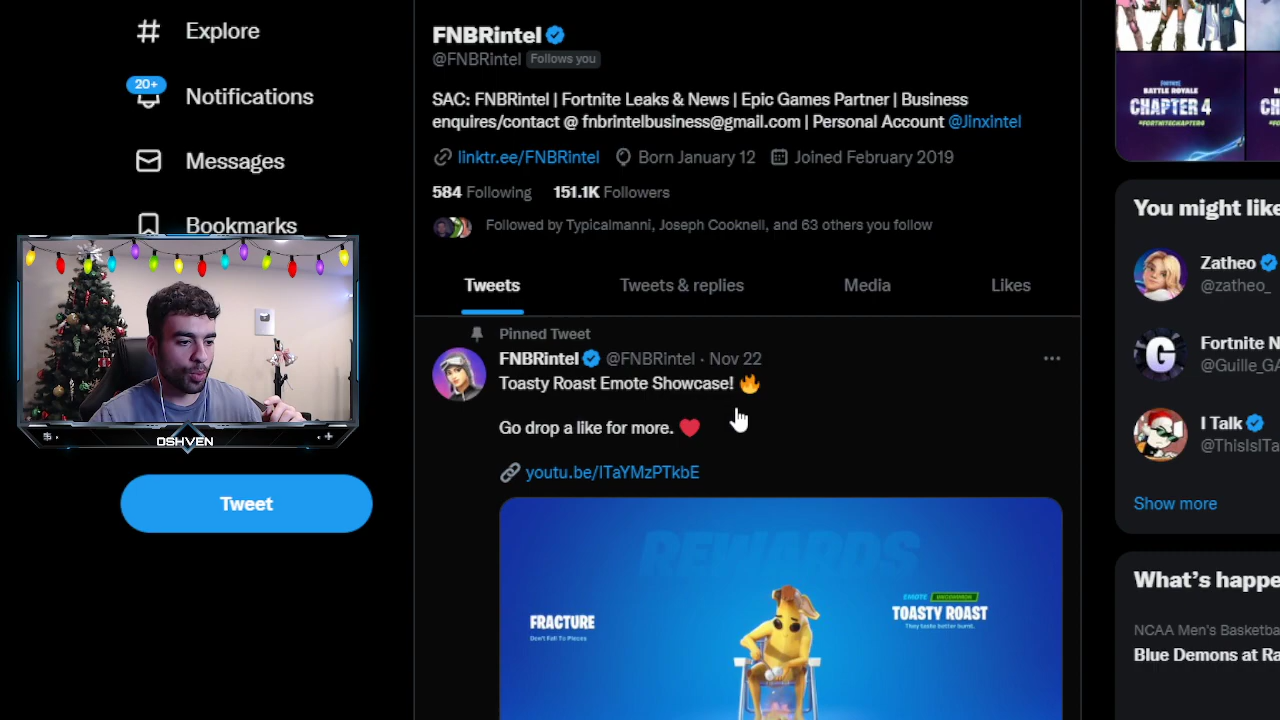 Explore
20+
Notifications
Messages
Bookmarks
OSHVEN
Tweet
FNBRintel
@FNBRintel Follows you
SAC: FNBRintel | Fortnite Leaks & News | Epic Games Partner | Business
enquires/contact @ fnbrintelbusiness@gmail.com | Personal Account @Jinxintel
linktr.ee/FNBRintel Born January 12 Joined February 2019
584 Following 151.1K Followers
Followed by Typicalmanni, Joseph Cooknell, and 63 others you follow
Tweets Tweets & replies Media Likes
Pinned Tweet
FNBRintel @FNBRintel · Nov 22
Toasty Roast Emote Showcase! 🔥
Go drop a like for more. ❤️
youtu.be/lTaYMzPTkbE
REWARDS
FRACTURE
Don't Fall To Pieces
EMOTE UNCOMMON
TOASTY ROAST
They taste better burnt.
BATTLE ROYALE
CHAPTER 4
#FORTNITECHAPTER4
You might like
Zatheo
@zatheo_
Fortnite N
@Guille_GA
I Talk
@ThisIsITa
Show more
What's happe
NCAA Men's Basketba
Blue Demons at Ra